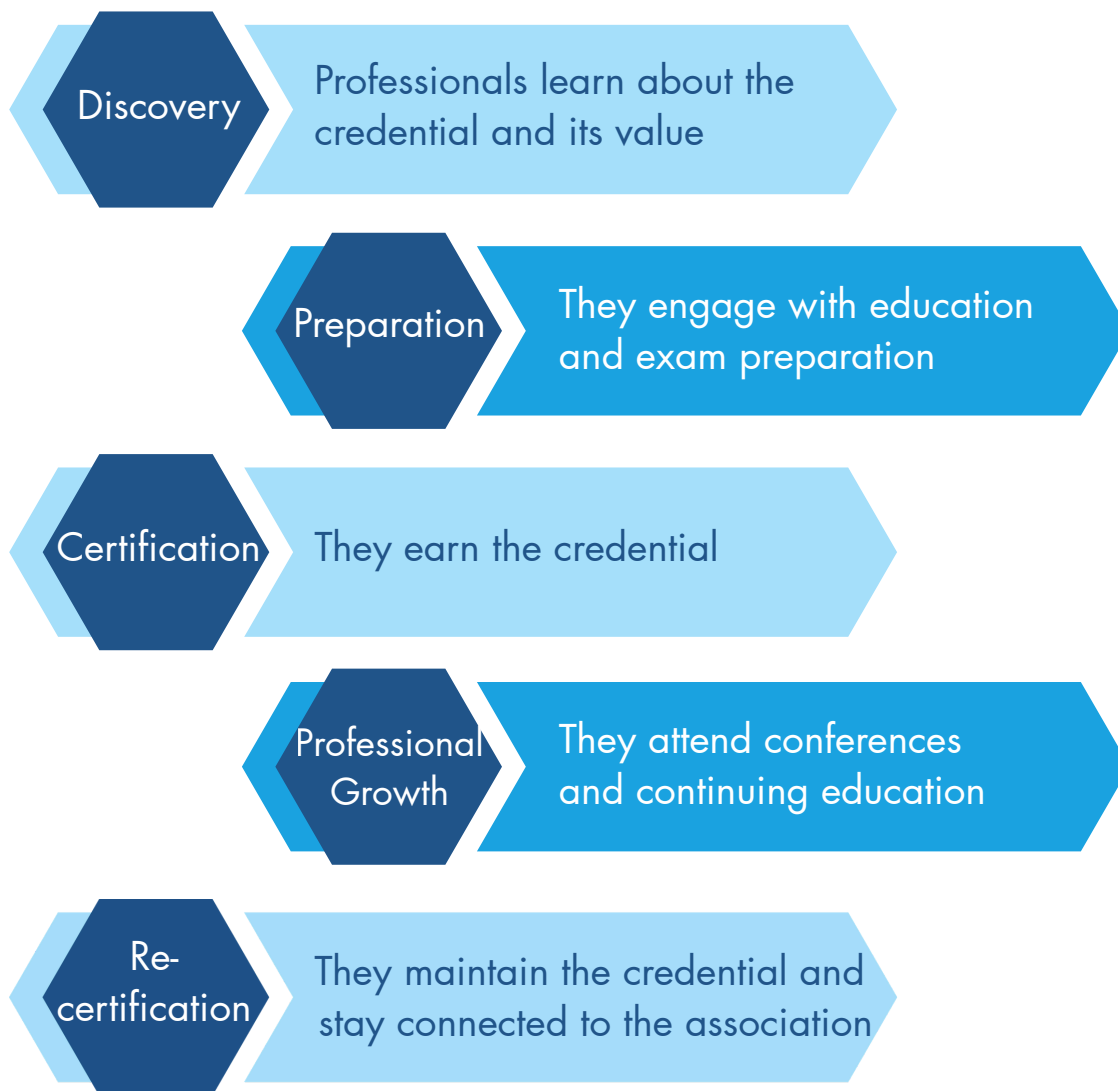 Discovery
Professionals learn about the
credential and its value
Preparation
They engage with education
and exam preparation
Certification
They earn the credential
Professional
Growth
They attend conferences
and continuing education
Re-
certification
They maintain the credential and
stay connected to the association